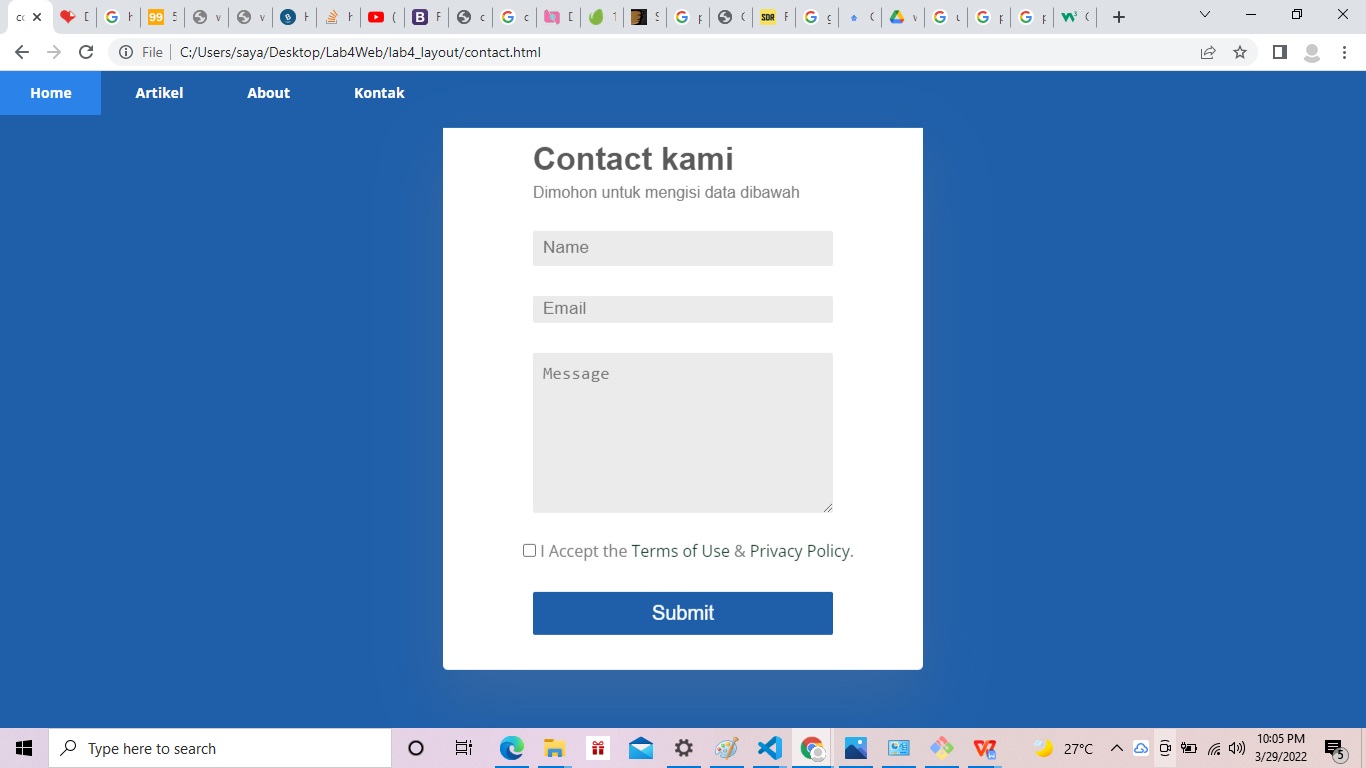 File C:/Users/saya/Desktop/Lab4Web/lab4_layout/contact.html
Home Artikel About Kontak
Contact kami
Dimohon untuk mengisi data dibawah
Name
Email
Message
I Accept the Terms of Use & Privacy Policy.
Submit
Type here to search
27°C
10:05 PM
3/29/2022
5